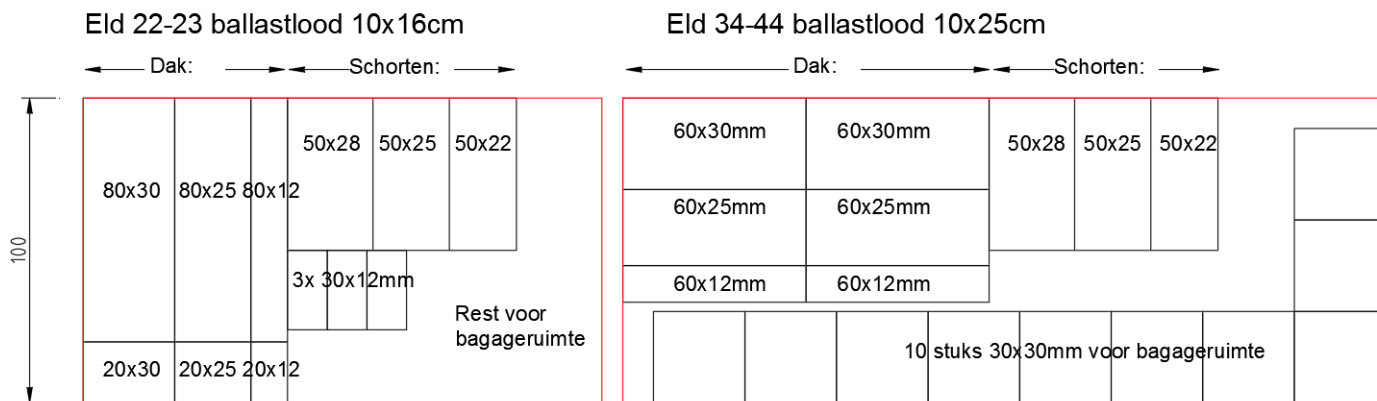 Eld 22-23 ballastlood 10x16cm
Dak:
Schorten:
100
80x30
80x25
80x12
50x28
50x25
50x22
3x 30x12mm
Rest voor
bagageruimte
20x30
20x25
20x12
Eld 34-44 ballastlood 10x25cm
Dak:
Schorten:
60x30mm
60x30mm
50x28
50x25
50x22
60x25mm
60x25mm
60x12mm
60x12mm
10 stuks 30x30mm voor bagageruimte